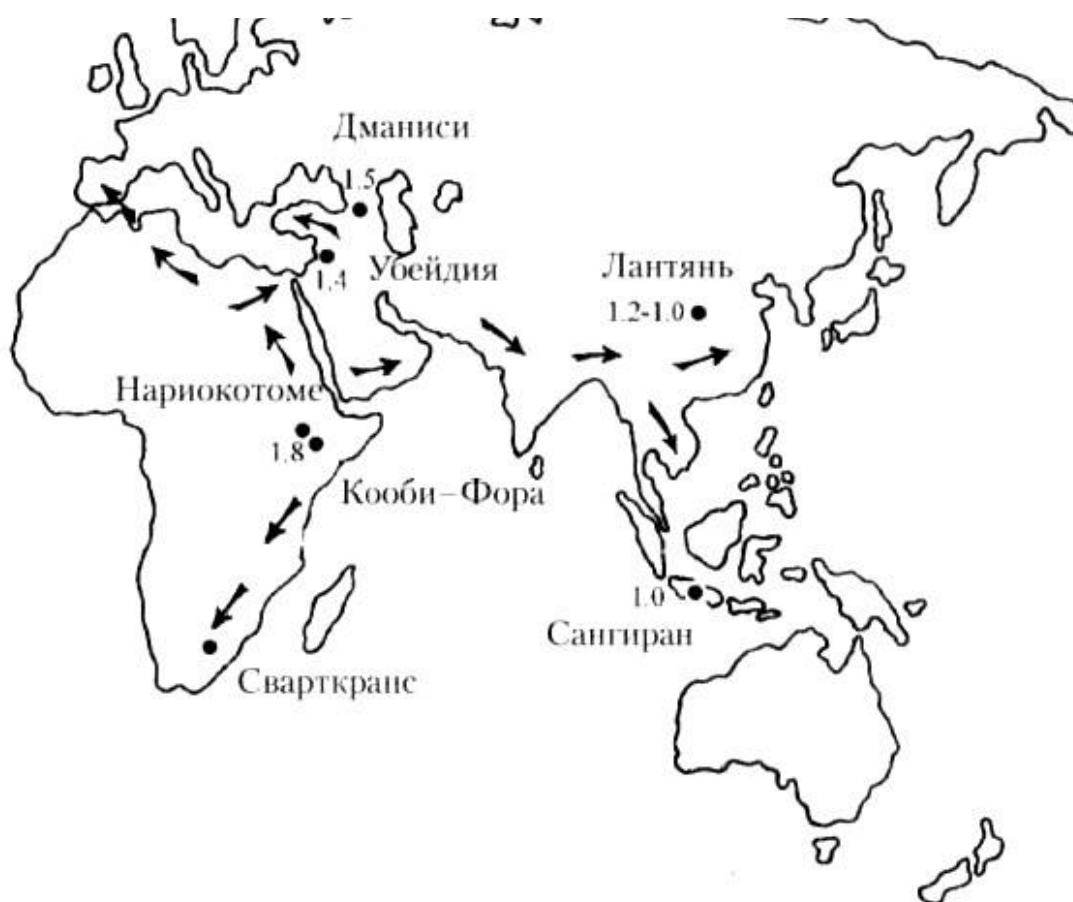 Дманиси
1.5
1.4
Убейдия
Лантянь
1.2-1.0
Нариокотоме
1.8
Кооби–Фора
1.0
Сангиран
Сварткранс